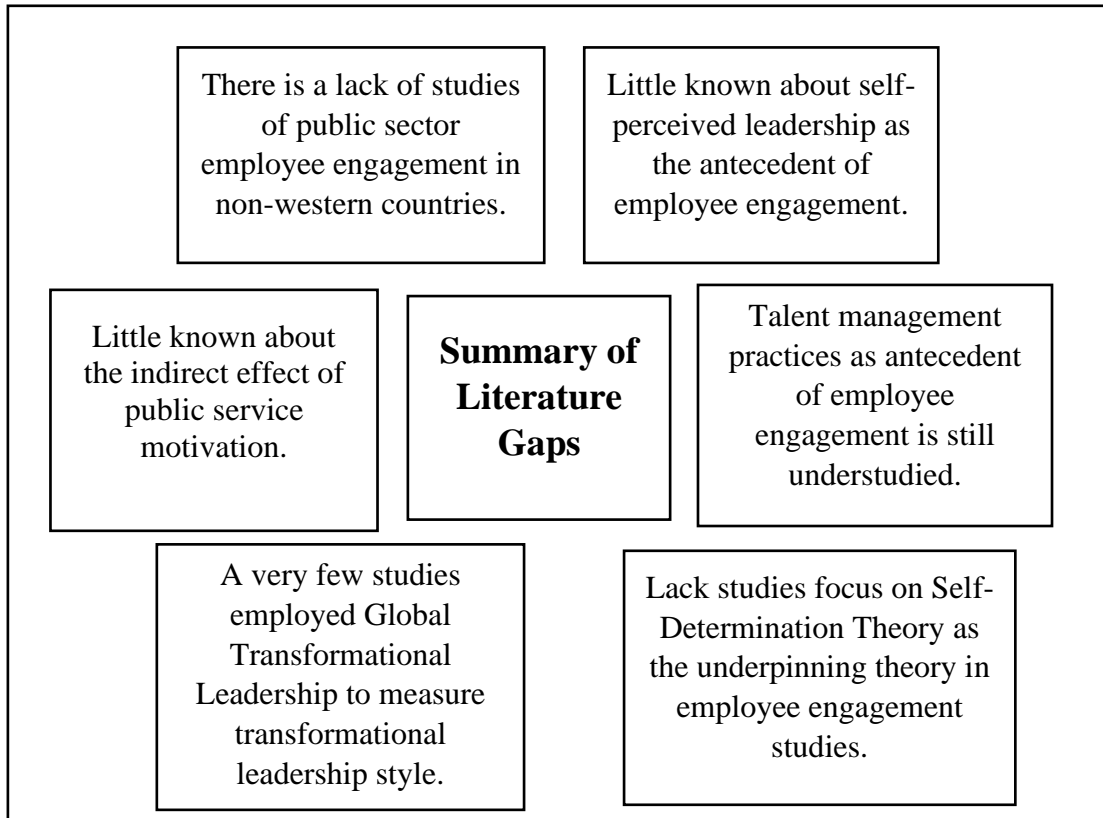 There is a lack of studies
of public sector
employee engagement in
non-western countries.
Little known about self-
perceived leadership as
the antecedent of
employee engagement.
Little known about
the indirect effect of
public service
motivation.
Summary of
Literature
Gaps
Talent management
practices as antecedent
of employee
engagement is still
understudied.
A very few studies
employed Global
Transformational
Leadership to measure
transformational
leadership style.
Lack studies focus on Self-
Determination Theory as
the underpinning theory in
employee engagement
studies.